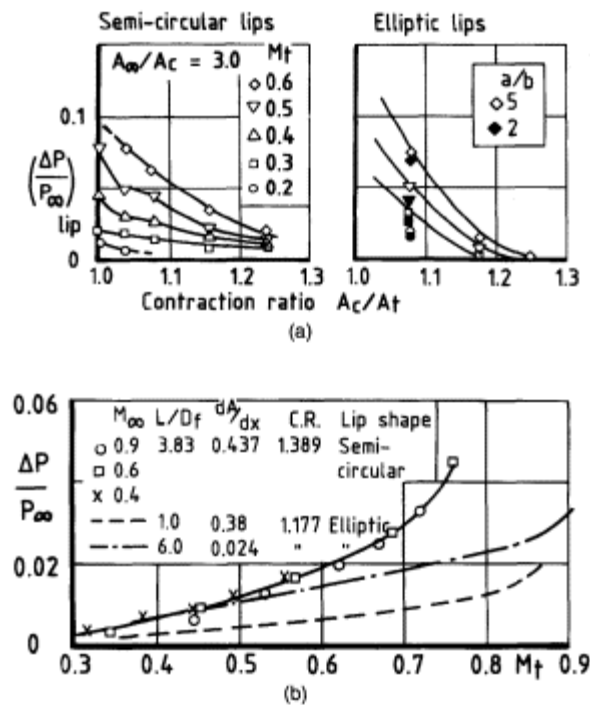 Semi-circular lips
Elliptic lips
A∞/Ac = 3.0
Mt
◇ 0.6
▽ 0.5
△ 0.4
□ 0.3
○ 0.2
a/b
◇ 5
◆ 2
0.1
(ΔP/P∞) lip
0
1.0 1.1 1.2 1.3
1.0 1.1 1.2 1.3
Contraction ratio Ac/At
(a)
0.06
ΔP/P∞
0.02
0
M∞ L/Df dA/dx C.R. Lip shape
○ 0.9 3.83 0.437 1.389 Semi-
□ 0.6 circular
x 0.4
1.0 0.38 1.177 Elliptic
6.0 0.024 " "
0.3 0.4 0.5 0.6 0.7 0.8 Mt 0.9
(b)